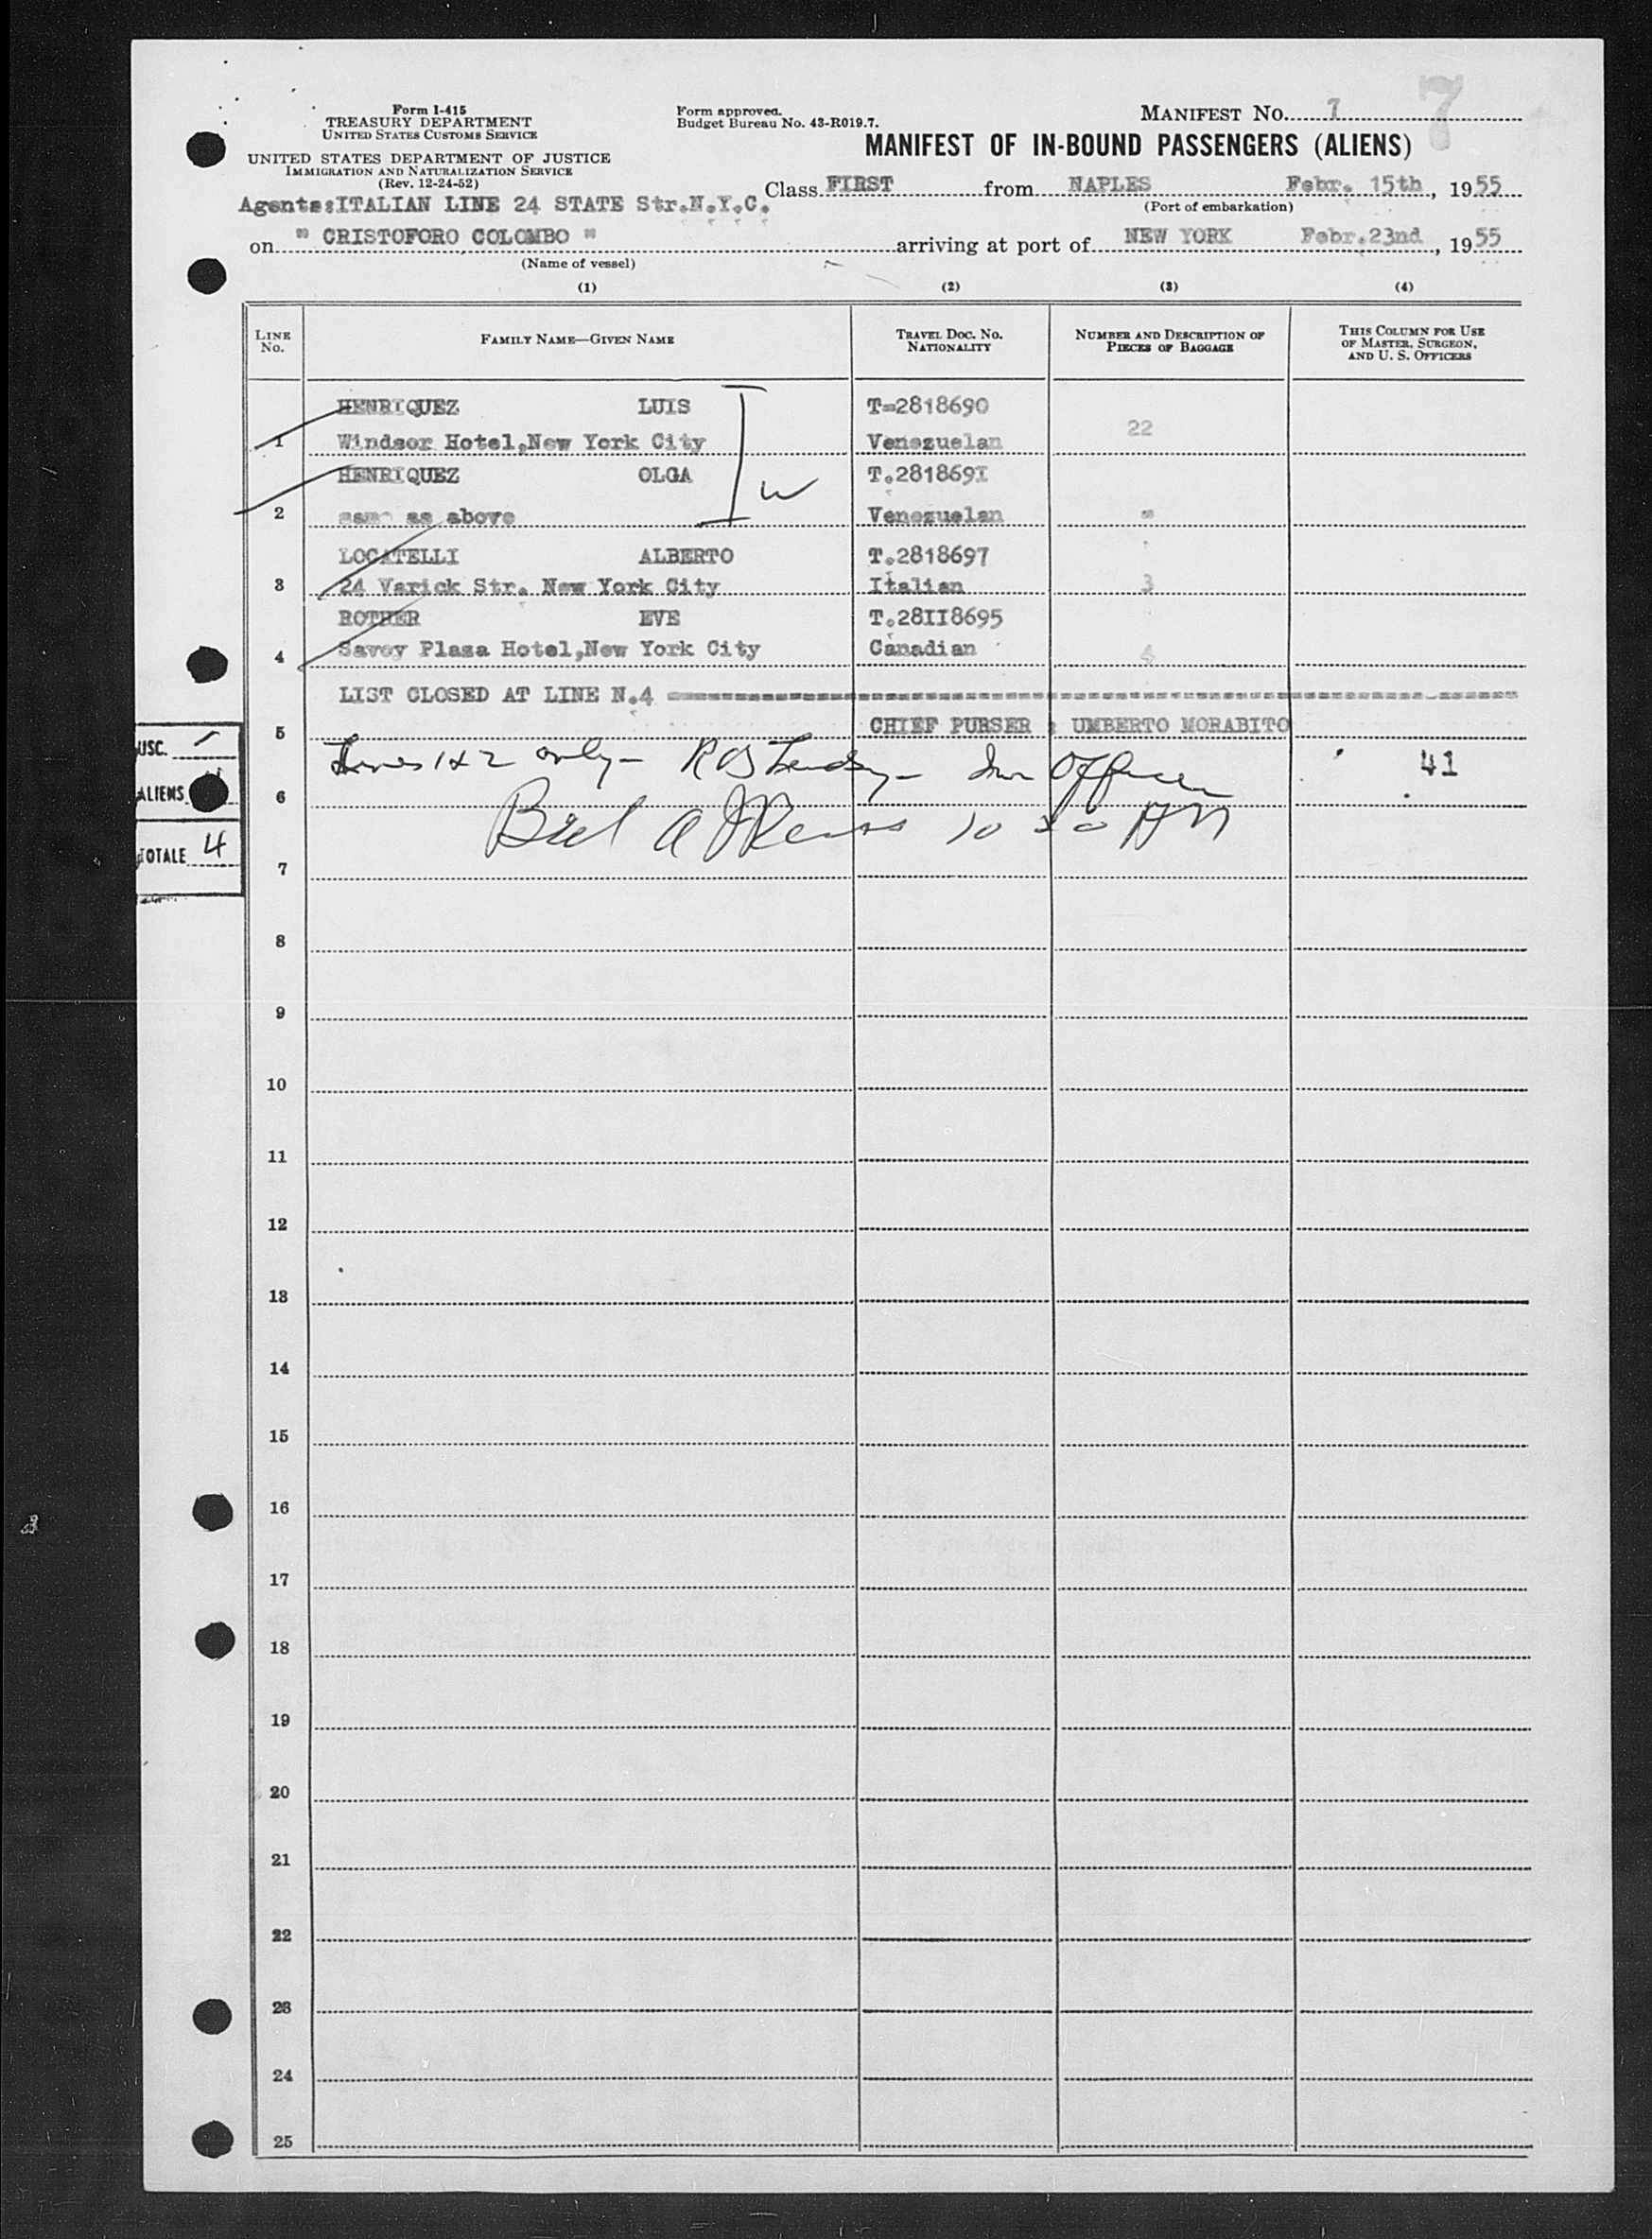 Form I-415
TREASURY DEPARTMENT
UNITED STATES CUSTOMS SERVICE
UNITED STATES DEPARTMENT OF JUSTICE
IMMIGRATION AND NATURALIZATION SERVICE
(Rev. 12-24-52)
Form approved.
Budget Bureau No. 43-R019.7.
MANIFEST NO. 7
7
MANIFEST OF IN-BOUND PASSENGERS (ALIENS)
Agents:ITALIAN LINE 24 STATE Str.N.Y.C.
Class FIRST from NAPLES Febr. 15th, 1955
(Port of embarkation)
on " CRISTOFORO COLOMBO " arriving at port of NEW YORK Febr.23nd, 1955
(Name of vessel)
(1) (2) (3) (4)
LINE No. FAMILY NAME—GIVEN NAME TRAVEL DOC. NO. NATIONALITY NUMBER AND DESCRIPTION OF PIECES OF BAGGAGE THIS COLUMN FOR USE OF MASTER, SURGEON, AND U. S. OFFICERS
HENRIQUEZ LUIS T=2818690
1 Windsor Hotel,New York City Venezuelan 22
HENRIQUEZ OLGA T.281869I
W
2 same as above Venezuelan =
LOCATELLI ALBERTO T.2818697
3 24 Varick Str. New York City Italian 3
ROTHER EVE T.28II8695
4 Savoy Plaza Hotel,New York City Canadian 4
LIST CLOSED AT LINE N.4
5 CHIEF PURSER : UMBERTO MORABITO
USC.
Lines 1 & 2 only - Office 41
ALIENS
6
TOTALE 4
7
8
9
10
11
12
13
14
15
16
17
18
19
20
21
22
23
24
25